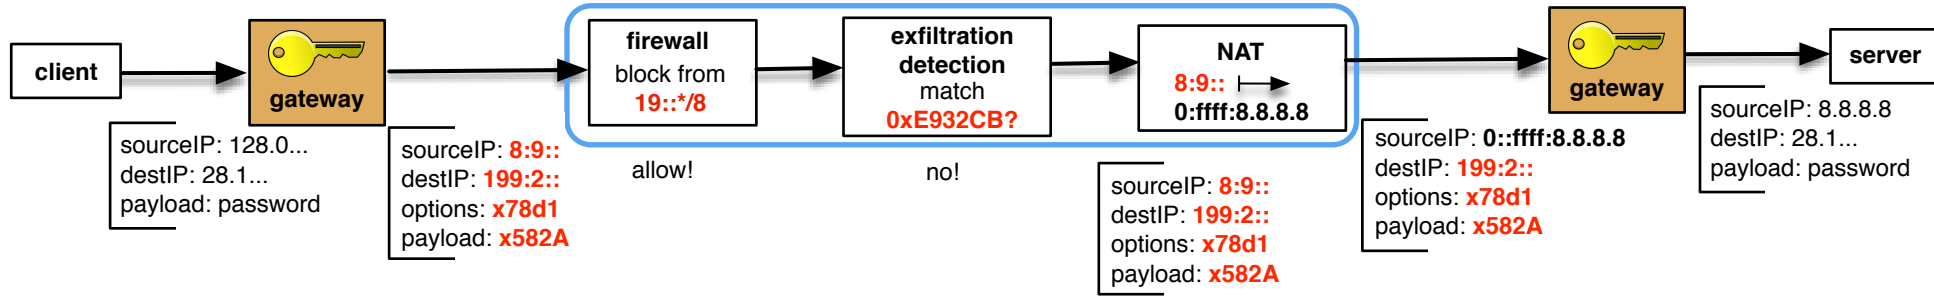 client
gateway
firewall
block from
19::*/8
exfiltration
detection
match
0xE932CB?
NAT
8:9::
0:ffff:8.8.8.8
gateway
server
sourceIP: 128.0...
destIP: 28.1...
payload: password
sourceIP: 8:9::
destIP: 199:2::
options: x78d1
payload: x582A
allow!
no!
sourceIP: 8:9::
destIP: 199:2::
options: x78d1
payload: x582A
sourceIP: 0::ffff:8.8.8.8
destIP: 199:2::
options: x78d1
payload: x582A
sourceIP: 8.8.8.8
destIP: 28.1...
payload: password